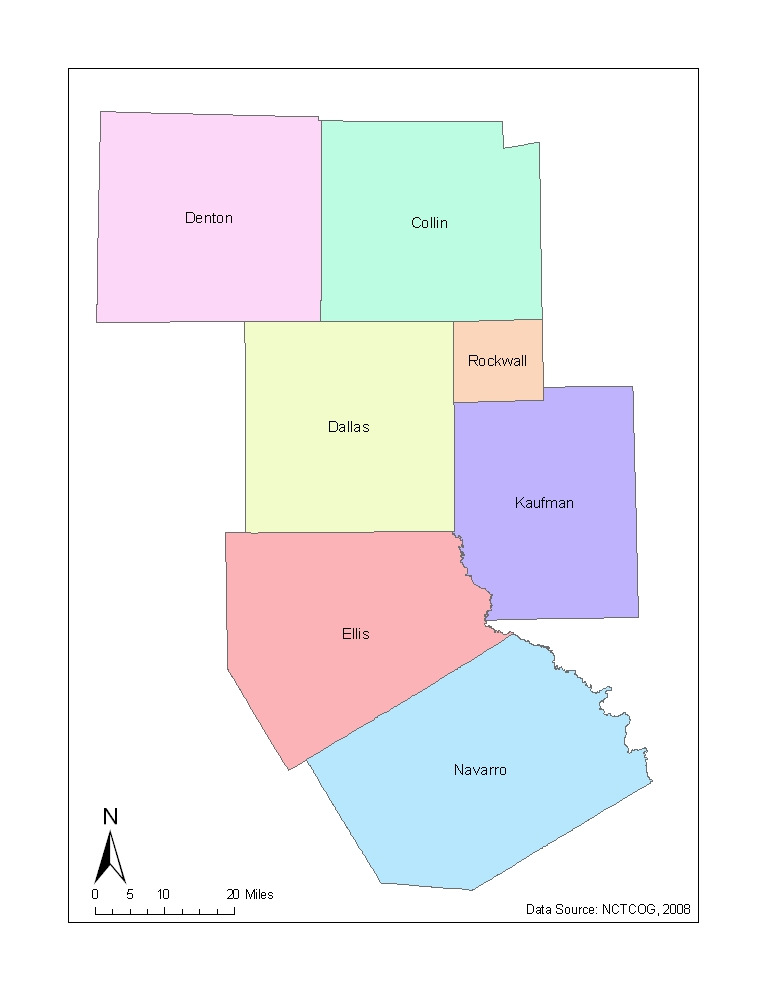 Denton
Collin
Rockwall
Dallas
Kaufman
Ellis
Navarro
N
0 5 10 20 Miles
Data Source: NCTCOG, 2008